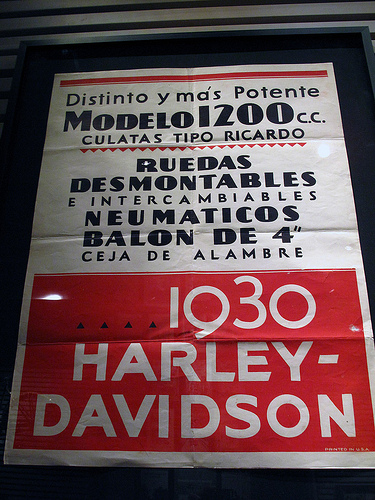 Distinto y más Potente
MODELO 1200 C.C.
CULATAS TIPO RICARDO
RUEDAS
DESMONTABLES
E INTERCAMBIABLES
NEUMATICOS
BALON DE 4"
CEJA DE ALAMBRE
....1930
HARLEY-
DAVIDSON
PRINTED IN U.S.A.